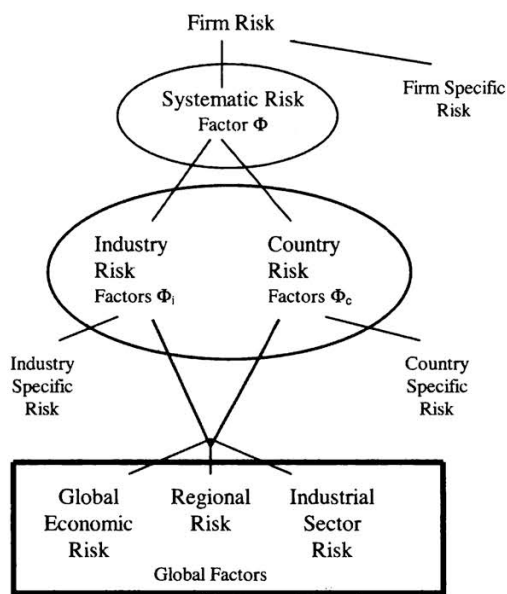 Firm Risk
Firm Specific
Risk
Systematic Risk
Factor Φ
Industry
Risk
Factors Φi
Country
Risk
Factors Φc
Industry
Specific
Risk
Country
Specific
Risk
Global
Economic
Risk
Regional
Risk
Industrial
Sector
Risk
Global Factors